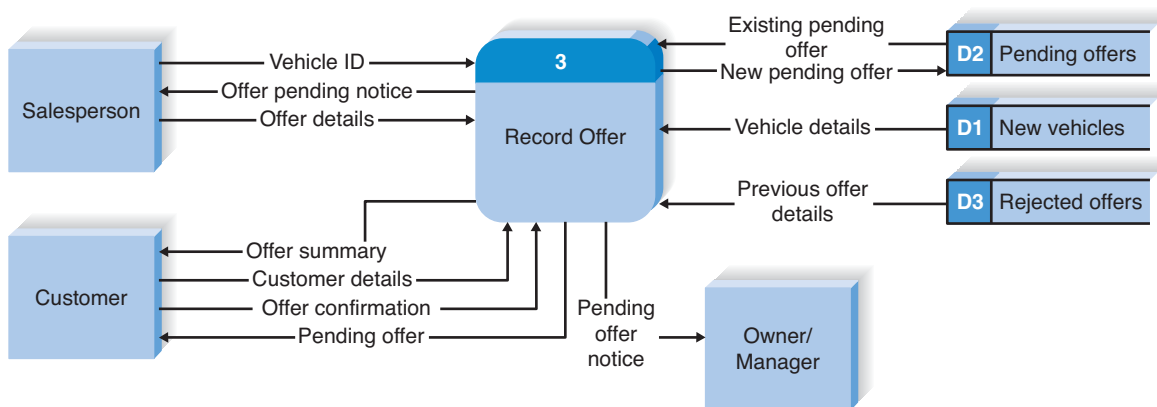 Existing pending
offer
3
D2 Pending offers
Vehicle ID
New pending offer
Offer pending notice
Salesperson
Offer details
Vehicle details
D1 New vehicles
Record Offer
Previous offer
details
D3 Rejected offers
Offer summary
Customer details
Customer
Offer confirmation
Pending offer
Pending
offer
notice
Owner/
Manager